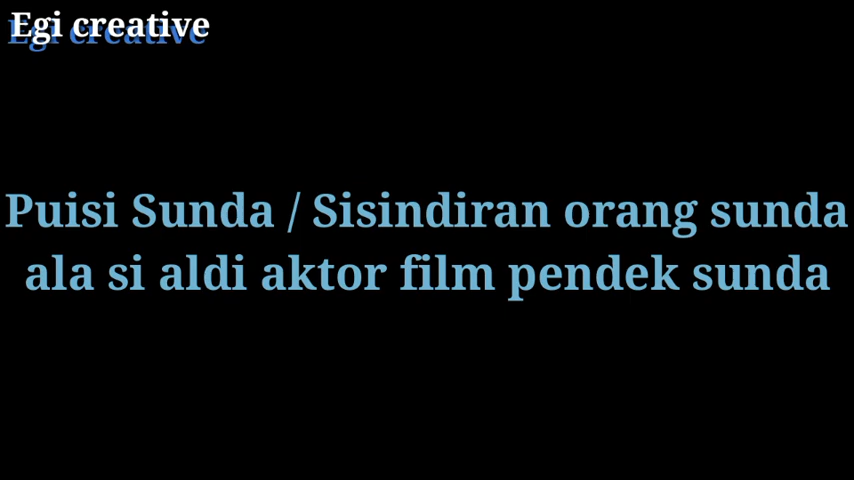 Egi creative
Puisi Sunda / Sisindiran orang sunda
ala si aldi aktor film pendek sunda